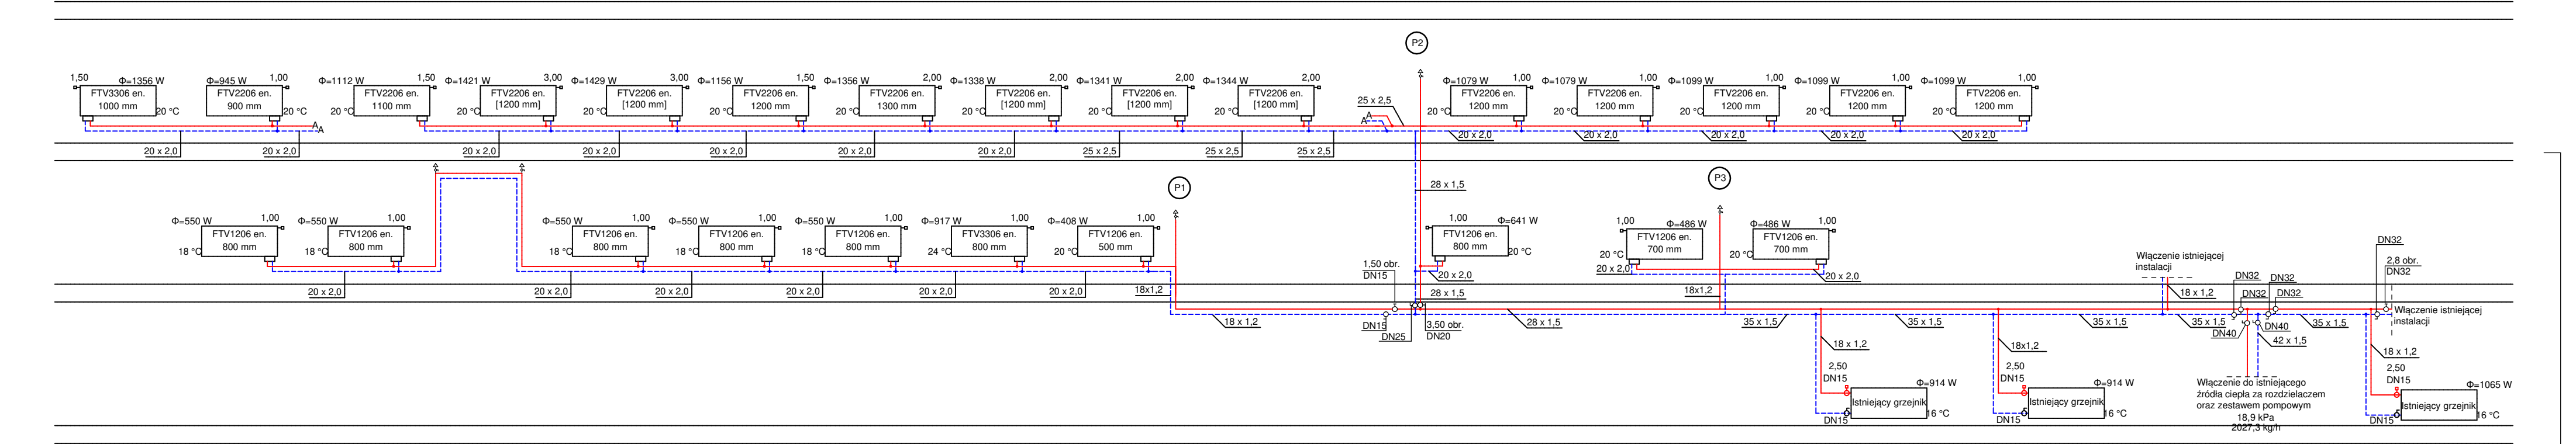 P2
1,50 Φ=1356 W
FTV3306 en.
1000 mm
20 °C
Φ=945 W 1,00
FTV2206 en.
900 mm
20 °C
A
A
Φ=1112 W 1,50
FTV2206 en.
1100 mm
20 °C
Φ=1421 W 3,00
FTV2206 en.
[1200 mm]
20 °C
Φ=1429 W 3,00
FTV2206 en.
[1200 mm]
20 °C
Φ=1156 W 1,50
FTV2206 en.
1200 mm
20 °C
Φ=1356 W 2,00
FTV2206 en.
1300 mm
20 °C
Φ=1338 W 2,00
FTV2206 en.
[1200 mm]
20 °C
Φ=1341 W 2,00
FTV2206 en.
[1200 mm]
20 °C
Φ=1344 W 2,00
FTV2206 en.
[1200 mm]
20 °C
25 x 2,5
A
A
Φ=1079 W 1,00
FTV2206 en.
1200 mm
20 °C
Φ=1079 W 1,00
FTV2206 en.
1200 mm
20 °C
Φ=1099 W 1,00
FTV2206 en.
1200 mm
20 °C
Φ=1099 W 1,00
FTV2206 en.
1200 mm
20 °C
Φ=1099 W 1,00
FTV2206 en.
1200 mm
20 °C
20 x 2,0 20 x 2,0 20 x 2,0 20 x 2,0 20 x 2,0
20 x 2,0 20 x 2,0 20 x 2,0 20 x 2,0 20 x 2,0 20 x 2,0 20 x 2,0 25 x 2,5 25 x 2,5 25 x 2,5
P1
P3
28 x 1,5
Φ=550 W 1,00
FTV1206 en.
800 mm
18 °C
Φ=550 W 1,00
FTV1206 en.
800 mm
18 °C
Φ=550 W 1,00
FTV1206 en.
800 mm
18 °C
Φ=550 W 1,00
FTV1206 en.
800 mm
18 °C
Φ=550 W 1,00
FTV1206 en.
800 mm
18 °C
Φ=917 W 1,00
FTV3306 en.
800 mm
24 °C
Φ=408 W 1,00
FTV1206 en.
500 mm
20 °C
1,00 Φ=641 W
FTV1206 en.
800 mm
20 °C
20 x 2,0
1,00 Φ=486 W
FTV1206 en.
700 mm
20 °C
20 x 2,0
Φ=486 W 1,00
FTV1206 en.
700 mm
20 °C
20 x 2,0
20 x 2,0 20 x 2,0 20 x 2,0 20 x 2,0 20 x 2,0 20 x 2,0
18x1,2
1,50 obr.
DN15
28 x 1,5
18x1,2
Włączenie istniejącej
instalacji
18 x 1,2
DN32
DN32
DN32
DN32
DN32
2,8 obr.
DN32
Włączenie istniejącej
instalacji
18 x 1,2
DN15
DN25
3,50 obr.
DN20
28 x 1,5
35 x 1,5
35 x 1,5
35 x 1,5
35 x 1,5
DN40
DN40
42 x 1,5
35 x 1,5
18 x 1,2
2,50
DN15
Φ=914 W
Istniejący grzejnik
16 °C
DN15
18x1,2
2,50
DN15
Φ=914 W
Istniejący grzejnik
16 °C
DN15
Włączenie do istniejącego
źródła ciepła za rozdzielaczem
oraz zestawem pompowym
18,9 kPa
2027,3 kg/h
18 x 1,2
2,50
DN15
Φ=1065 W
Istniejący grzejnik
16 °C
DN15